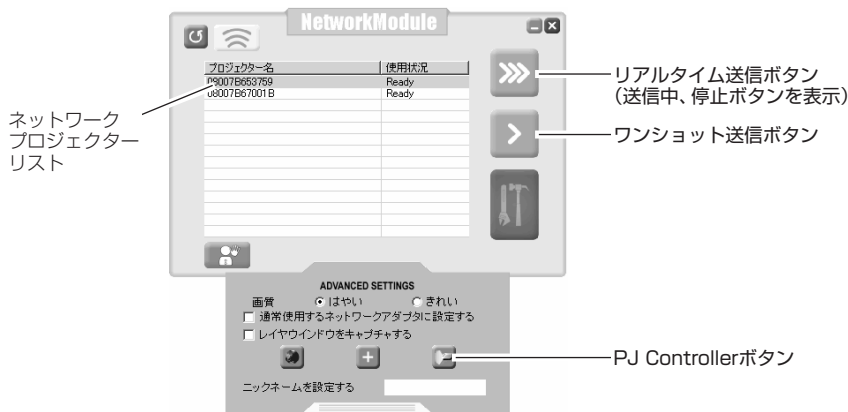 NetworkModule
プロジェクター名 使用状況
09007B653759 Ready
08007B67001B Ready
リアルタイム送信ボタン
(送信中、停止ボタンを表示)
ネットワーク
プロジェクター
リスト
ワンショット送信ボタン
ADVANCED SETTINGS
画質 はやい きれい
通常使用するネットワークアダプタに設定する
レイヤウインドウをキャプチャする
PJ Controllerボタン
ニックネームを設定する